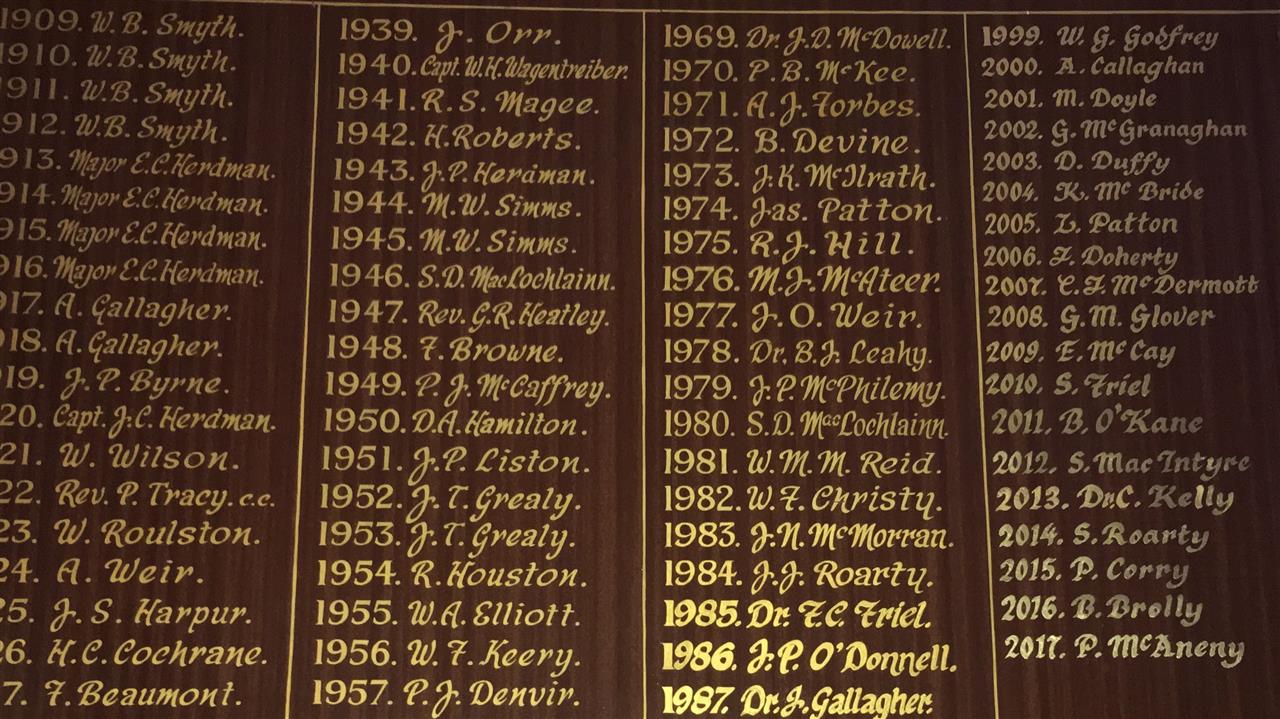 1909. W. B. Smyth.
1910. W. B. Smyth.
1911. W.B. Smyth.
912. W.B. Smyth.
913. Major E.C. Herdman.
914. Major E.C. Herdman.
915. Major E.C. Herdman.
916. Major E.C. Herdman.
917. A. Gallagher.
918. A. Gallagher.
19. J. P. Byrne.
20. Capt. J.C. Herdman.
21. W. Wilson.
22. Rev. P. Tracy. c.c.
23. W. Roulston.
24. A. Weir.
25. J. S. Harpur.
26. H.C. Cochrane.
7. F. Beaumont.
1939. J. Orr.
1940. Capt. W.H. Wagentreiber.
1941. R. S. Magee.
1942. H. Roberts.
1943. J.P. Herdman.
1944. M.W. Simms.
1945. M.W. Simms.
1946. S.D. MacLochlainn.
1947. Rev. G.R. Heatley.
1948. F. Browne.
1949. P. J. McCaffrey.
1950. D.A. Hamilton.
1951. J.P. Liston.
1952. J. T. Grealy.
1953. J. T. Grealy.
1954. R. Houston.
1955. W.A. Elliott.
1956. W. F. Keery.
1957. P. J. Denvir.
1969. Dr. J.D. McDowell.
1970. P. B. McKee.
1971. A. J. Forbes.
1972. B. Devine.
1973. J.K. McIlrath.
1974. Jas. Patton.
1975. R. J. Hill.
1976. M.J. McAteer.
1977. J. O. Weir.
1978. Dr. B.J. Leahy.
1979. J.P. McPhilemy.
1980. S.D. MacLochlainn.
1981. W. M. M. Reid.
1982. W. F. Christy.
1983. J.N. McMorran.
1984. J.J. Roarty.
1985. Dr. F.C Friel.
1986. J.P. O'Donnell.
1987. Dr. J. Gallagher.
1999. W. G. Godfrey
2000. A. Callaghan
2001. M. Doyle
2002. G. McGranaghan
2003. D. Duffy
2004. K. Mc Bride
2005. L. Patton
2006. F. Doherty
2007. C. F. McDermott
2008. G. M. Glover
2009. E. McCay
2010. S. Friel
2011. B. O'Kane
2012. S. Mac Intyre
2013. Dr.C. Kelly
2014. S. Roarty
2015. P. Corry
2016. B. Brolly
2017. P. McAneny